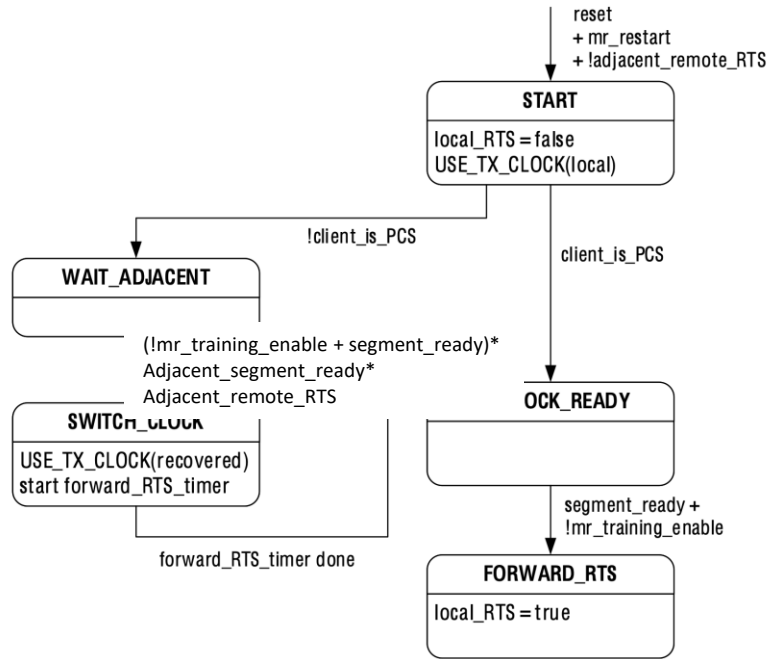 reset
+ mr_restart
+ !adjacent_remote_RTS
START
local_RTS = false
USE_TX_CLOCK(local)
!client_is_PCS
client_is_PCS
WAIT_ADJACENT
(!mr_training_enable + segment_ready)*
Adjacent_segment_ready*
Adjacent_remote_RTS
SWITCH_CLOCK
USE_TX_CLOCK(recovered)
start forward_RTS_timer
forward_RTS_timer done
OCK_READY
segment_ready +
!mr_training_enable
FORWARD_RTS
local_RTS = true